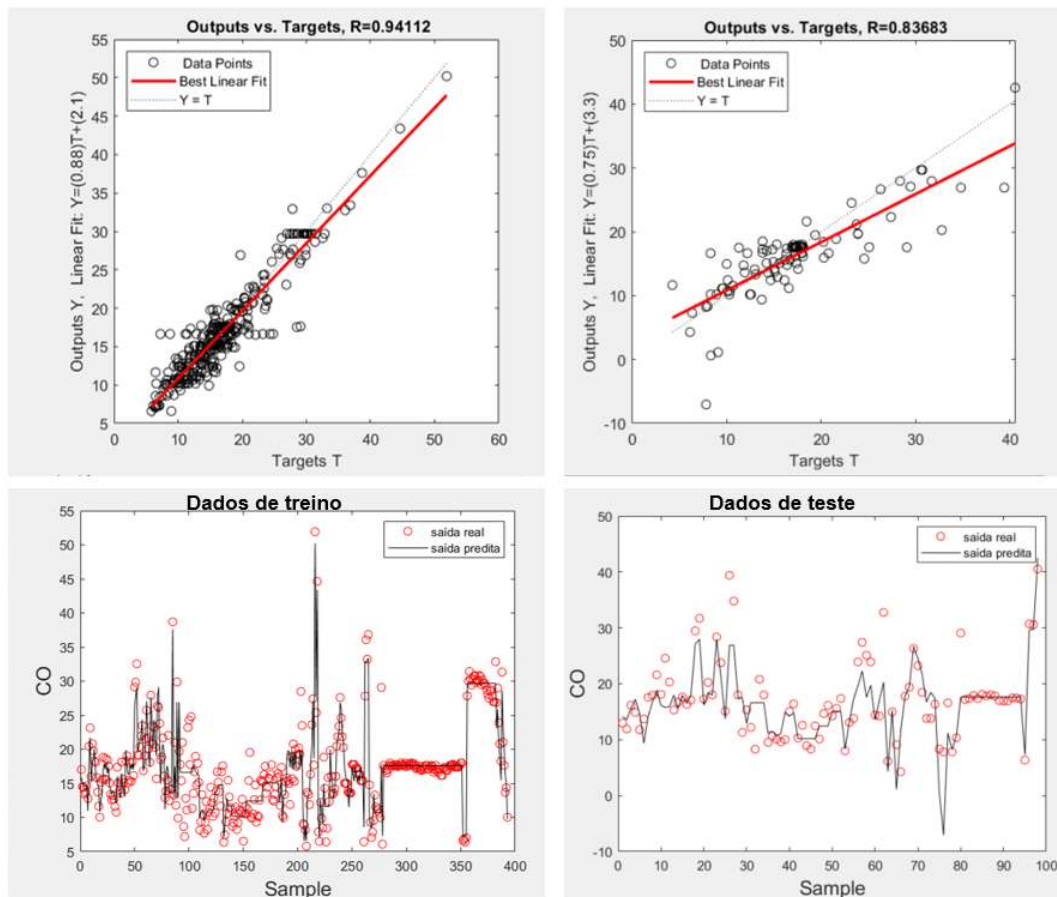 Outputs vs. Targets, R=0.94112
Outputs Y, Linear Fit: Y=(0.88)T+(2.1)
55
50
45
40
35
30
25
20
15
10
5
Data Points
Best Linear Fit
Y = T
0 10 20 30 40 50 60
Targets T
Outputs vs. Targets, R=0.83683
Outputs Y, Linear Fit: Y=(0.75)T+(3.3)
50
40
30
20
10
0
-10
Data Points
Best Linear Fit
Y = T
0 10 20 30 40
Targets T
Dados de treino
CO
55
50
45
40
35
30
25
20
15
10
5
saída real
saída predita
0 50 100 150 200 250 300 350 400
Sample
Dados de teste
CO
50
40
30
20
10
0
-10
saída real
saída predita
0 10 20 30 40 50 60 70 80 90 100
Sample